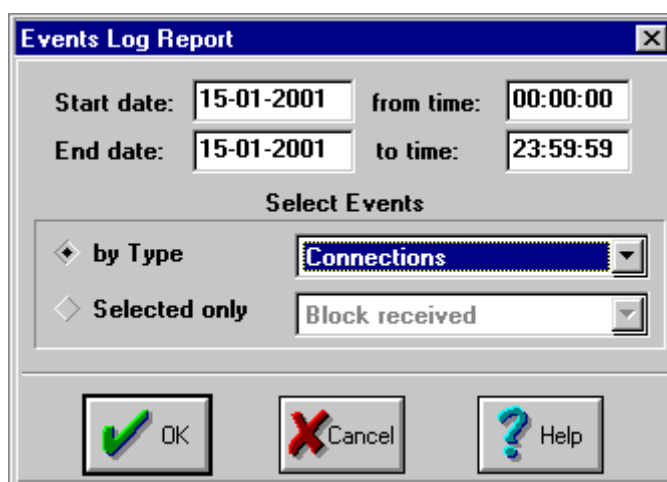 Events Log Report
Start date: 15-01-2001 from time: 00:00:00
End date: 15-01-2001 to time: 23:59:59
Select Events
by Type Connections
Selected only Block received
OK Cancel Help